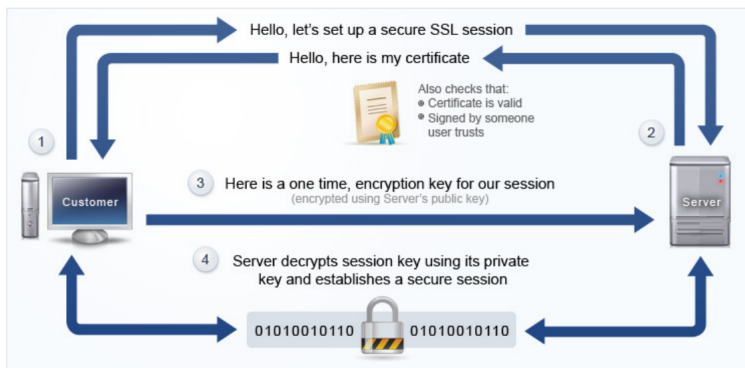 Hello, let's set up a secure SSL session
Hello, here is my certificate
Also checks that:
Certificate is valid
Signed by someone
user trusts
1
2
Customer
Server
3 Here is a one time, encryption key for our session
(encrypted using Server's public key)
4 Server decrypts session key using its private
key and establishes a secure session
01010010110 01010010110